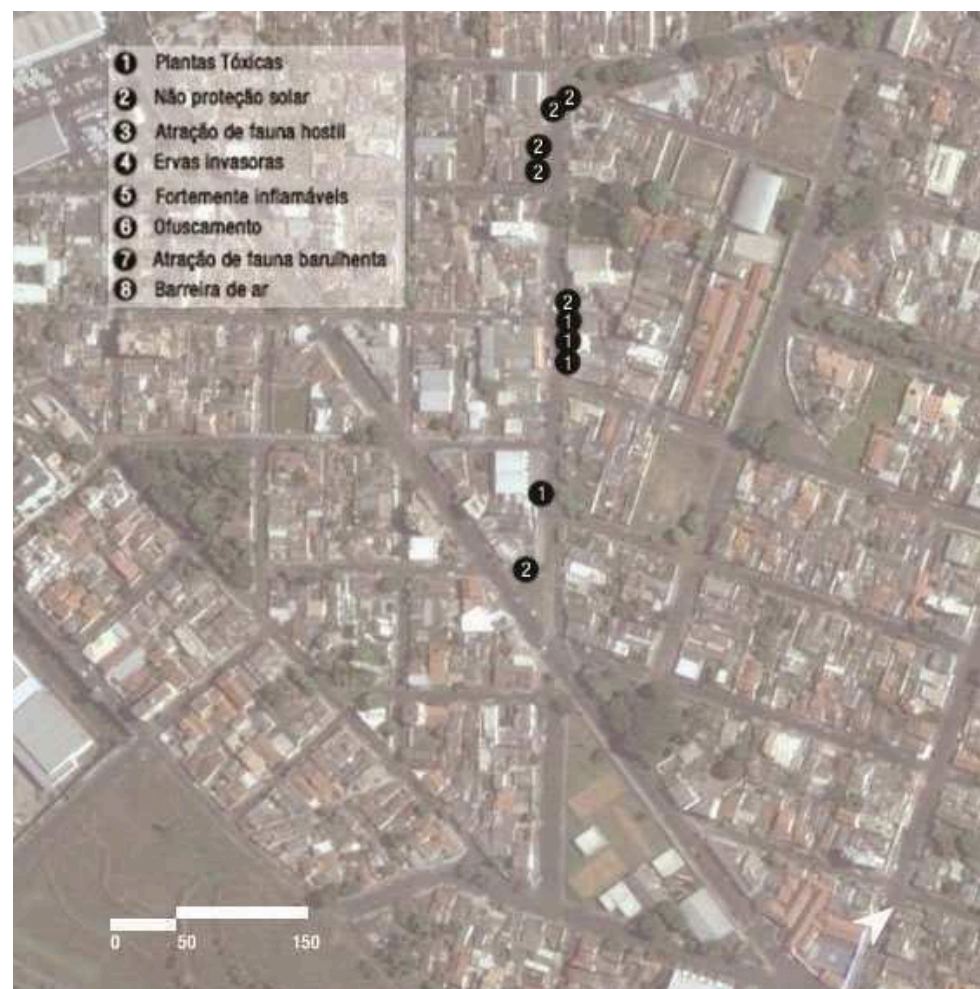 1 Plantas Tóxicas
2 Não proteção solar
3 Atração de fauna hostil
4 Ervas invasoras
5 Fortemente inflamáveis
6 Ofuscamento
7 Atração de fauna barulhenta
8 Barreira de ar
2
2
2
2
2
1
1
1
1
2
0 50 150